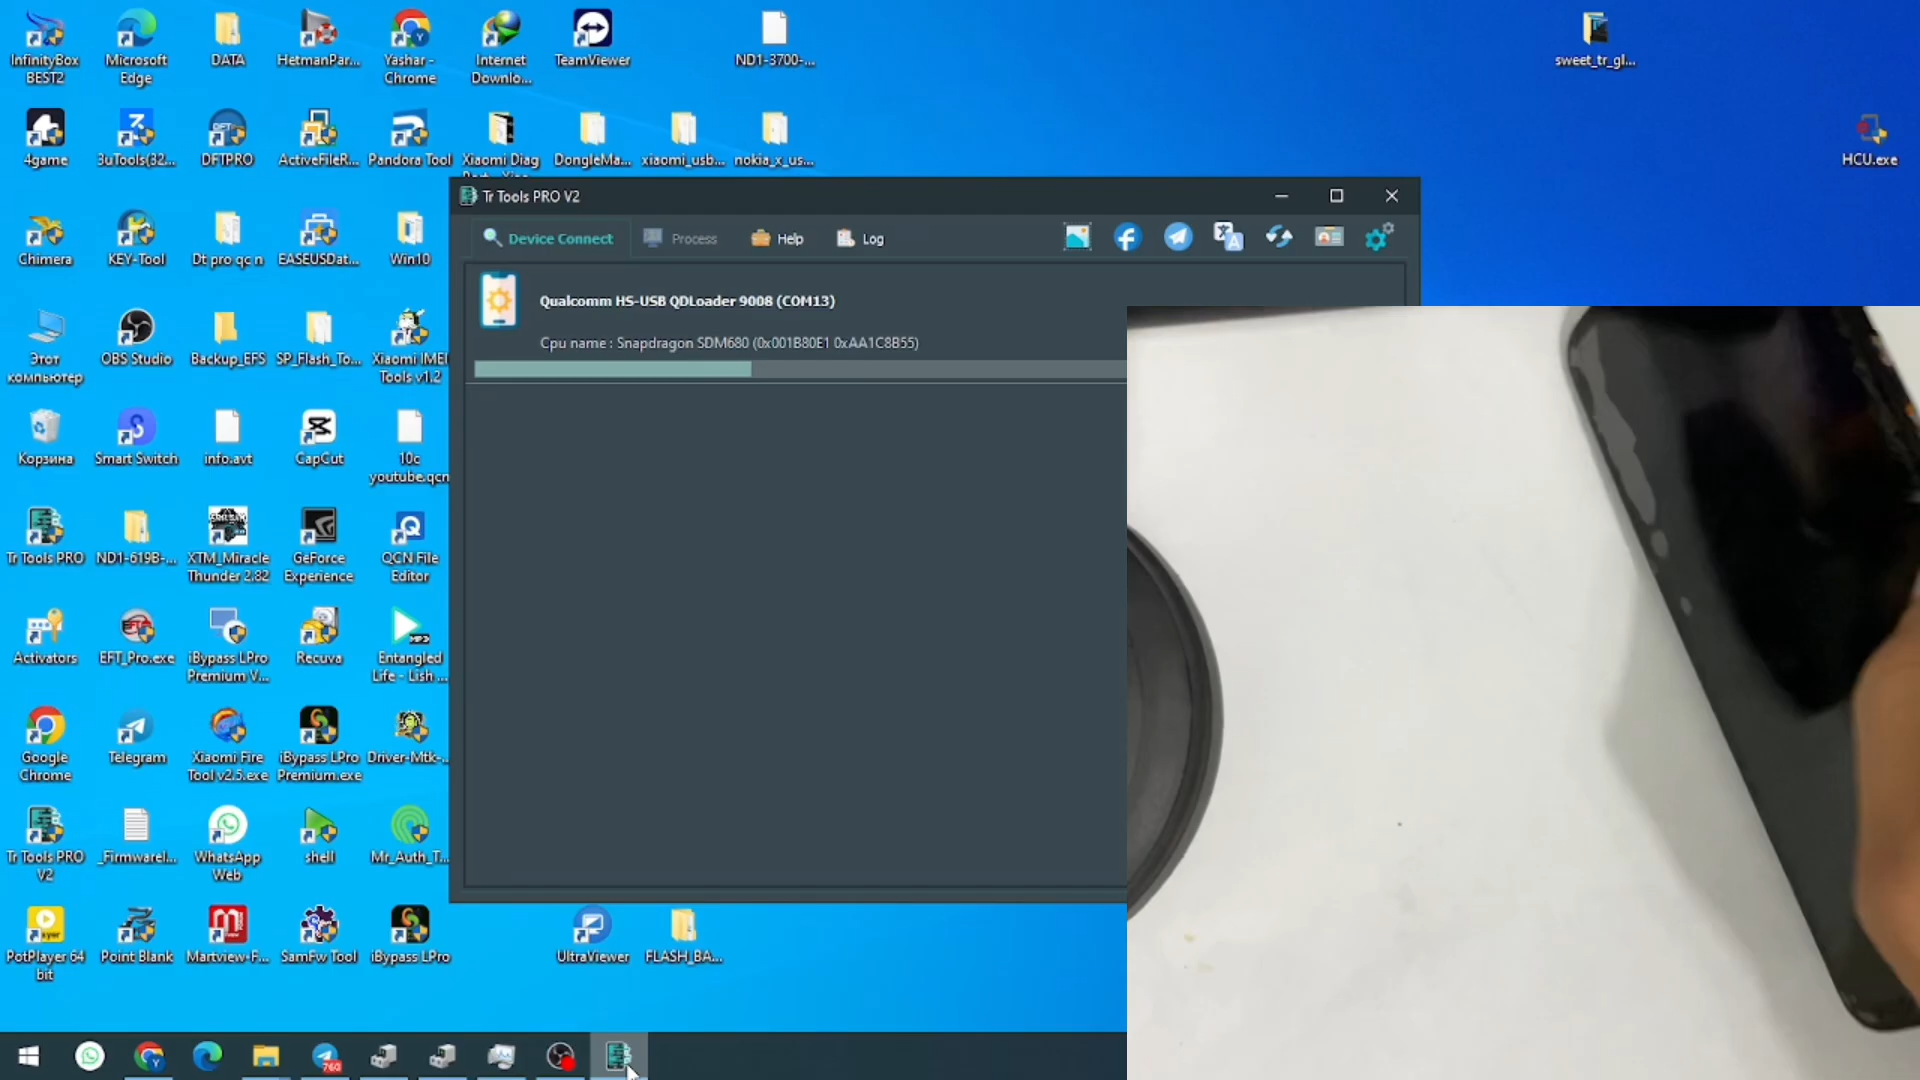 InfinityBox
BEST2
Microsoft
Edge
DATA
HetmanPar...
Yashar -
Chrome
Internet
Downlo...
TeamViewer
ND1-3700-...
sweet_tr_gl...
4game
3uTools(32...
DFTPRO
ActiveFileR...
Pandora Tool
Xiaomi Diag
DongleMa...
xiaomi_usb...
nokia_x_us...
HCU.exe
Tr Tools PRO V2
Device Connect
Process
Help
Log
Chimera
KEY-Tool
Dt pro qc n
EASEUSDat...
Win10
Qualcomm HS-USB QDLoader 9008 (COM13)
Cpu name : Snapdragon SDM680 (0x001B80E1 0xAA1C8B55)
Этот
компьютер
OBS Studio
Backup_EFS
SP_Flash_To...
Xiaomi IMEI
Tools v1.2
Корзина
Smart Switch
info.avt
CapCut
10c
youtube.qcn
Tr Tools PRO
ND1-619B-...
XTM_Miracle
Thunder 2.82
GeForce
Experience
QCN File
Editor
Activators
EFT_Pro.exe
iBypass LPro
Premium V...
Recuva
Entangled
Life - Lish ...
Google
Chrome
Telegram
Xiaomi Fire
Tool v2.5.exe
iBypass LPro
Premium.exe
Driver-Mtk-...
Tr Tools PRO
V2
_Firmwarel...
WhatsApp
Web
shell
Mr_Auth_T...
PotPlayer 64
bit
Point Blank
Martview-F...
SamFw Tool
iBypass LPro
UltraViewer
FLASH_BA...
760